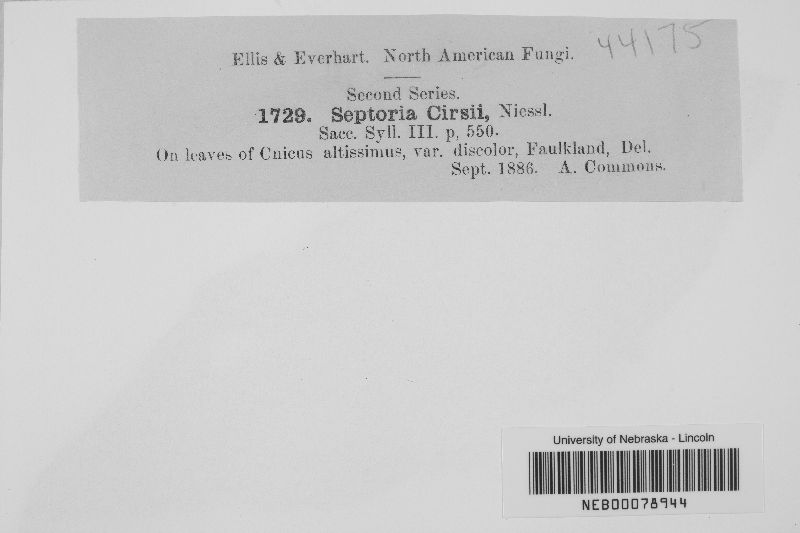 Ellis & Everhart. North American Fungi.
44175
Second Series.
1729. Septoria Cirsii, Niessl.
Sacc. Syll. III. p, 550.
On leaves of Cnicus altissimus, var. discolor, Faulkland, Del.
Sept. 1886. A. Commons.
University of Nebraska - Lincoln
NEB00078944